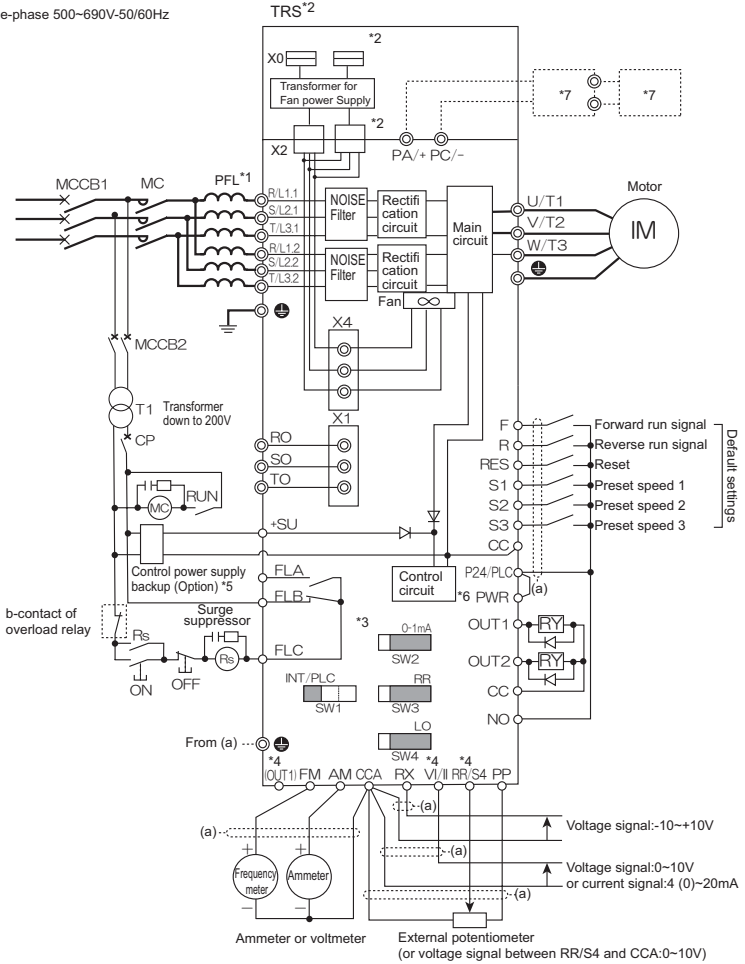 e-phase 500~690V-50/60Hz
TRS*2
*2
X0
Transformer for
Fan power Supply
*7
*7
X2
*2
PA/+ PC/-
MCCB1
MC
PFL*1
R/L1.1
S/L2.1
T/L3.1
R/L1.2
S/L2.2
T/L3.2
NOISE
Filter
Rectifi
cation
circuit
NOISE
Filter
Rectifi
cation
circuit
Main
circuit
U/T1
V/T2
W/T3
Motor
IM
Fan
X4
MCCB2
T1
Transformer
down to 200V
CP
X1
RO
SO
TO
RUN
MC
+SU
Control power supply
backup (Option) *5
FLA
FLB
FLC
Control
circuit
b-contact of
overload relay
Surge
suppressor
Rs
Rs
ON
OFF
F
R
RES
S1
S2
S3
CC
P24/PLC
*6 PWR
(a)
OUT1
RY
OUT2
RY
CC
NO
Forward run signal
Reverse run signal
Reset
Preset speed 1
Preset speed 2
Preset speed 3
Default settings
*3
0-1mA
SW2
INT/PLC
SW1
RR
SW3
LO
SW4
From (a)
*4
(OUT1)
FM
AM
CCA
RX
*4
VI/II
*4
RR/S4
PP
(a)
(a)
(a)
(a)
+
Frequency
meter
−
+
Ammeter
−
Voltage signal:-10~+10V
Voltage signal:0~10V
or current signal:4 (0)~20mA
Ammeter or voltmeter
External potentiometer
(or voltage signal between RR/S4 and CCA:0~10V)